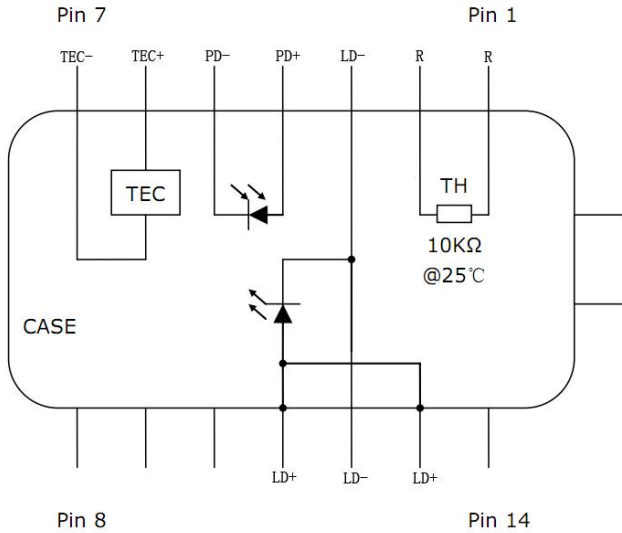 Pin 7 Pin 1
TEC- TEC+ PD- PD+ LD- R R
TEC
TH
10KΩ
@25℃
CASE
LD+ LD- LD+
Pin 8 Pin 14